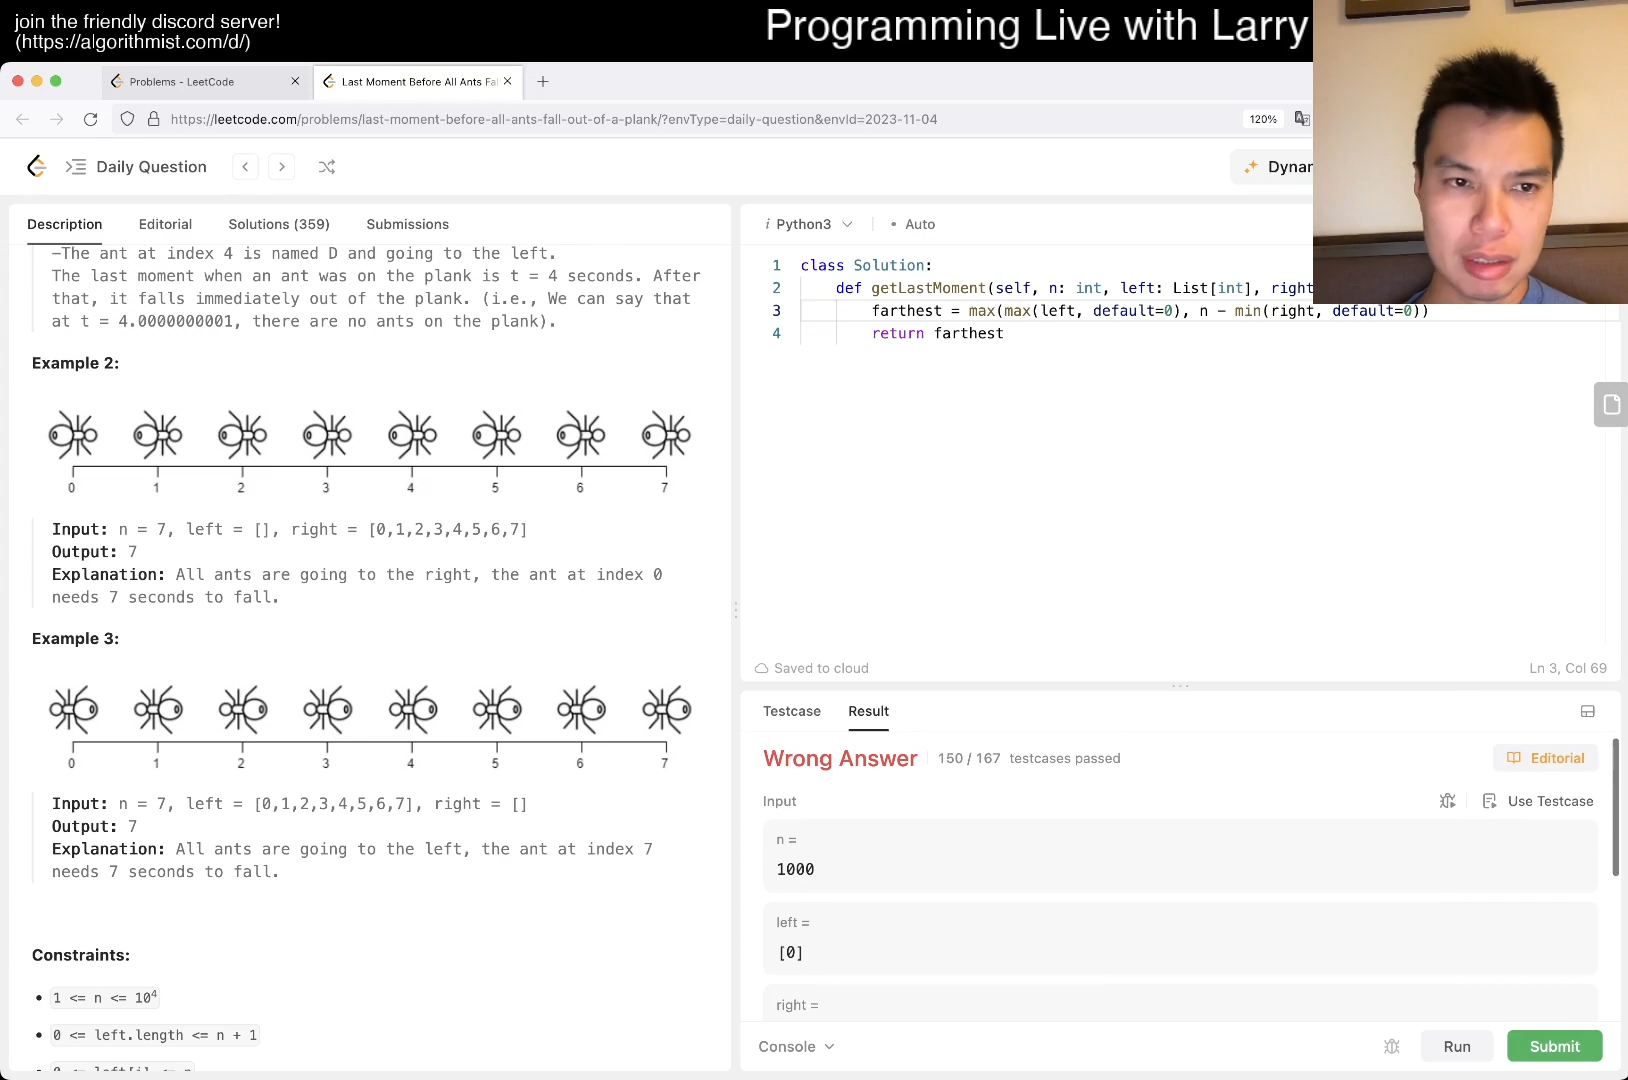 join the friendly discord server!
(https://algorithmist.com/d/)
Programming Live with Larry
Problems - LeetCode
Last Moment Before All Ants Fal
https://leetcode.com/problems/last-moment-before-all-ants-fall-out-of-a-plank/?envType=daily-question&envId=2023-11-04
120%
Daily Question
Dynam
Description
Editorial
Solutions (359)
Submissions
-The ant at index 4 is named D and going to the left.
The last moment when an ant was on the plank is t = 4 seconds. After
that, it falls immediately out of the plank. (i.e., We can say that
at t = 4.0000000001, there are no ants on the plank).
Example 2:
0 1 2 3 4 5 6 7
Input: n = 7, left = [], right = [0,1,2,3,4,5,6,7]
Output: 7
Explanation: All ants are going to the right, the ant at index 0
needs 7 seconds to fall.
Example 3:
0 1 2 3 4 5 6 7
Input: n = 7, left = [0,1,2,3,4,5,6,7], right = []
Output: 7
Explanation: All ants are going to the left, the ant at index 7
needs 7 seconds to fall.
Constraints:
1 <= n <= 10⁴
0 <= left.length <= n + 1
0 <= left[i] <= n
i Python3
• Auto
1 class Solution:
2 def getLastMoment(self, n: int, left: List[int], right
3 farthest = max(max(left, default=0), n - min(right, default=0))
4 return farthest
Saved to cloud
Ln 3, Col 69
Testcase
Result
Wrong Answer
150 / 167 testcases passed
Editorial
Input
Use Testcase
n =
1000
left =
[0]
right =
Console
Run
Submit